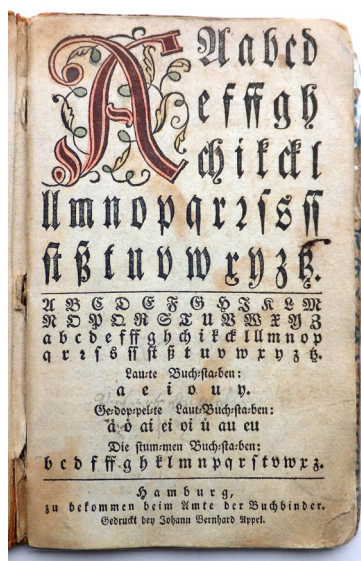 A A a b c d
e f ff g h
ch i k ck l
ll m n o p q r ꝛ ſ s ſſ
ſt ß t u v w x y z tz.
A B C D E F G H J K L M
N O P Q R S T U V W X Y Z
a b c d e f ff g h ch i k ck l ll m n o p
q r ꝛ ſ s ſſ ſt ß t u v w x y z tz.
Lau⸗te Buch⸗ſta⸗ben:
a e i o u y.
Ge⸗dop⸗pel⸗te Laut⸗Buch⸗ſta⸗ben:
ä ö ai ei oi ü au eu
Die ſtum⸗men Buch⸗ſta⸗ben:
b c d f ff g h k l m n p q r ſ t v w x z.
Hamburg,
zu bekommen beim Amte der Buchbinder.
Gedruckt bey Johann Bernhard Appel.